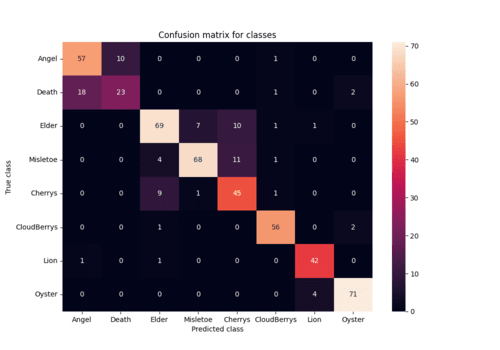 Confusion matrix for classes
True class
Angel 57 10 0 0 0 1 0 0
Death 18 23 0 0 0 1 0 2
Elder 0 0 69 7 10 1 1 0
Misletoe 0 0 4 68 11 0 0 0
Cherrys 0 0 9 1 45 1 0 0
CloudBerrys 0 0 1 0 0 56 0 2
Lion 1 0 1 0 0 0 42 0
Oyster 0 0 0 0 0 0 4 71
Angel Death Elder Misletoe Cherrys CloudBerrys Lion Oyster
Predicted class
70
60
50
40
30
20
10
0